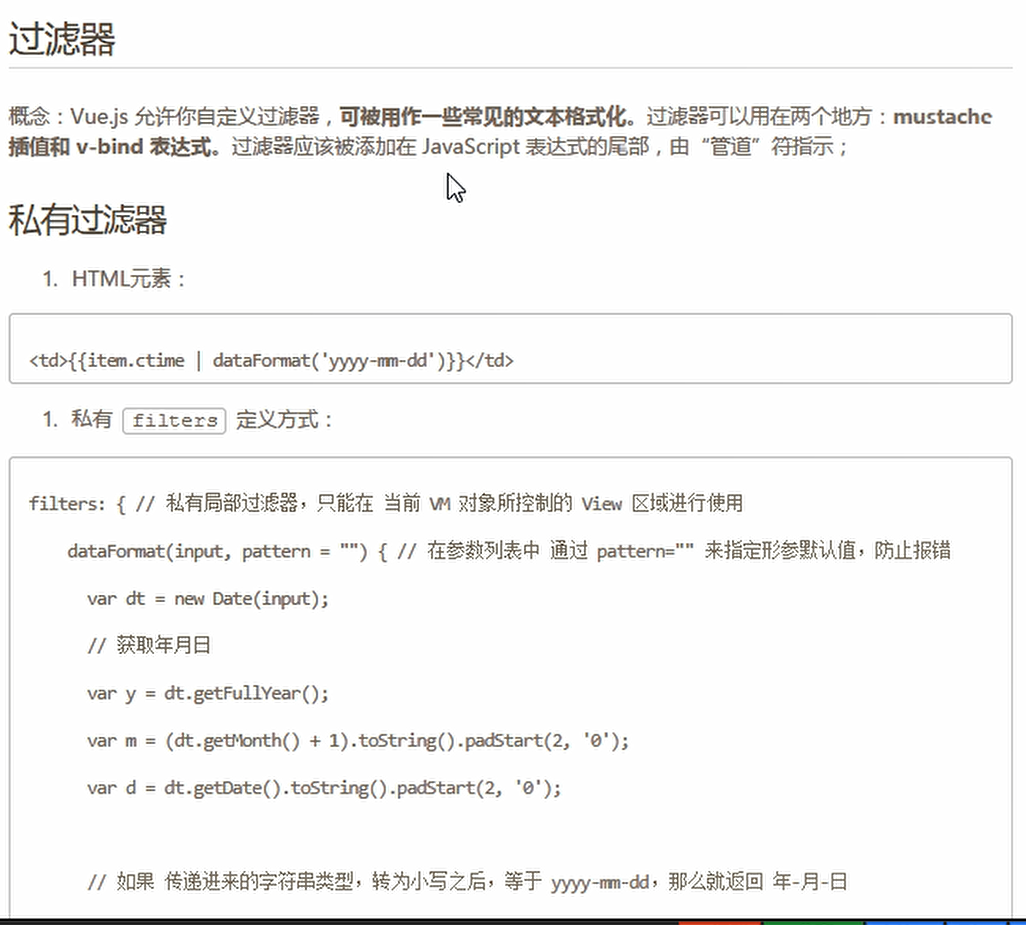 过滤器
概念：Vue.js 允许你自定义过滤器，可被用作一些常见的文本格式化。过滤器可以用在两个地方：mustache
插值和 v-bind 表达式。过滤器应该被添加在 JavaScript 表达式的尾部，由“管道”符指示；
私有过滤器
1. HTML元素：
<td>{{item.ctime | dataFormat('yyyy-mm-dd')}}</td>
1. 私有 filters 定义方式：
filters: { // 私有局部过滤器，只能在 当前 VM 对象所控制的 View 区域进行使用
dataFormat(input, pattern = "") { // 在参数列表中 通过 pattern="" 来指定形参默认值，防止报错
var dt = new Date(input);
// 获取年月日
var y = dt.getFullYear();
var m = (dt.getMonth() + 1).toString().padStart(2, '0');
var d = dt.getDate().toString().padStart(2, '0');
// 如果 传递进来的字符串类型，转为小写之后，等于 yyyy-mm-dd，那么就返回 年-月-日